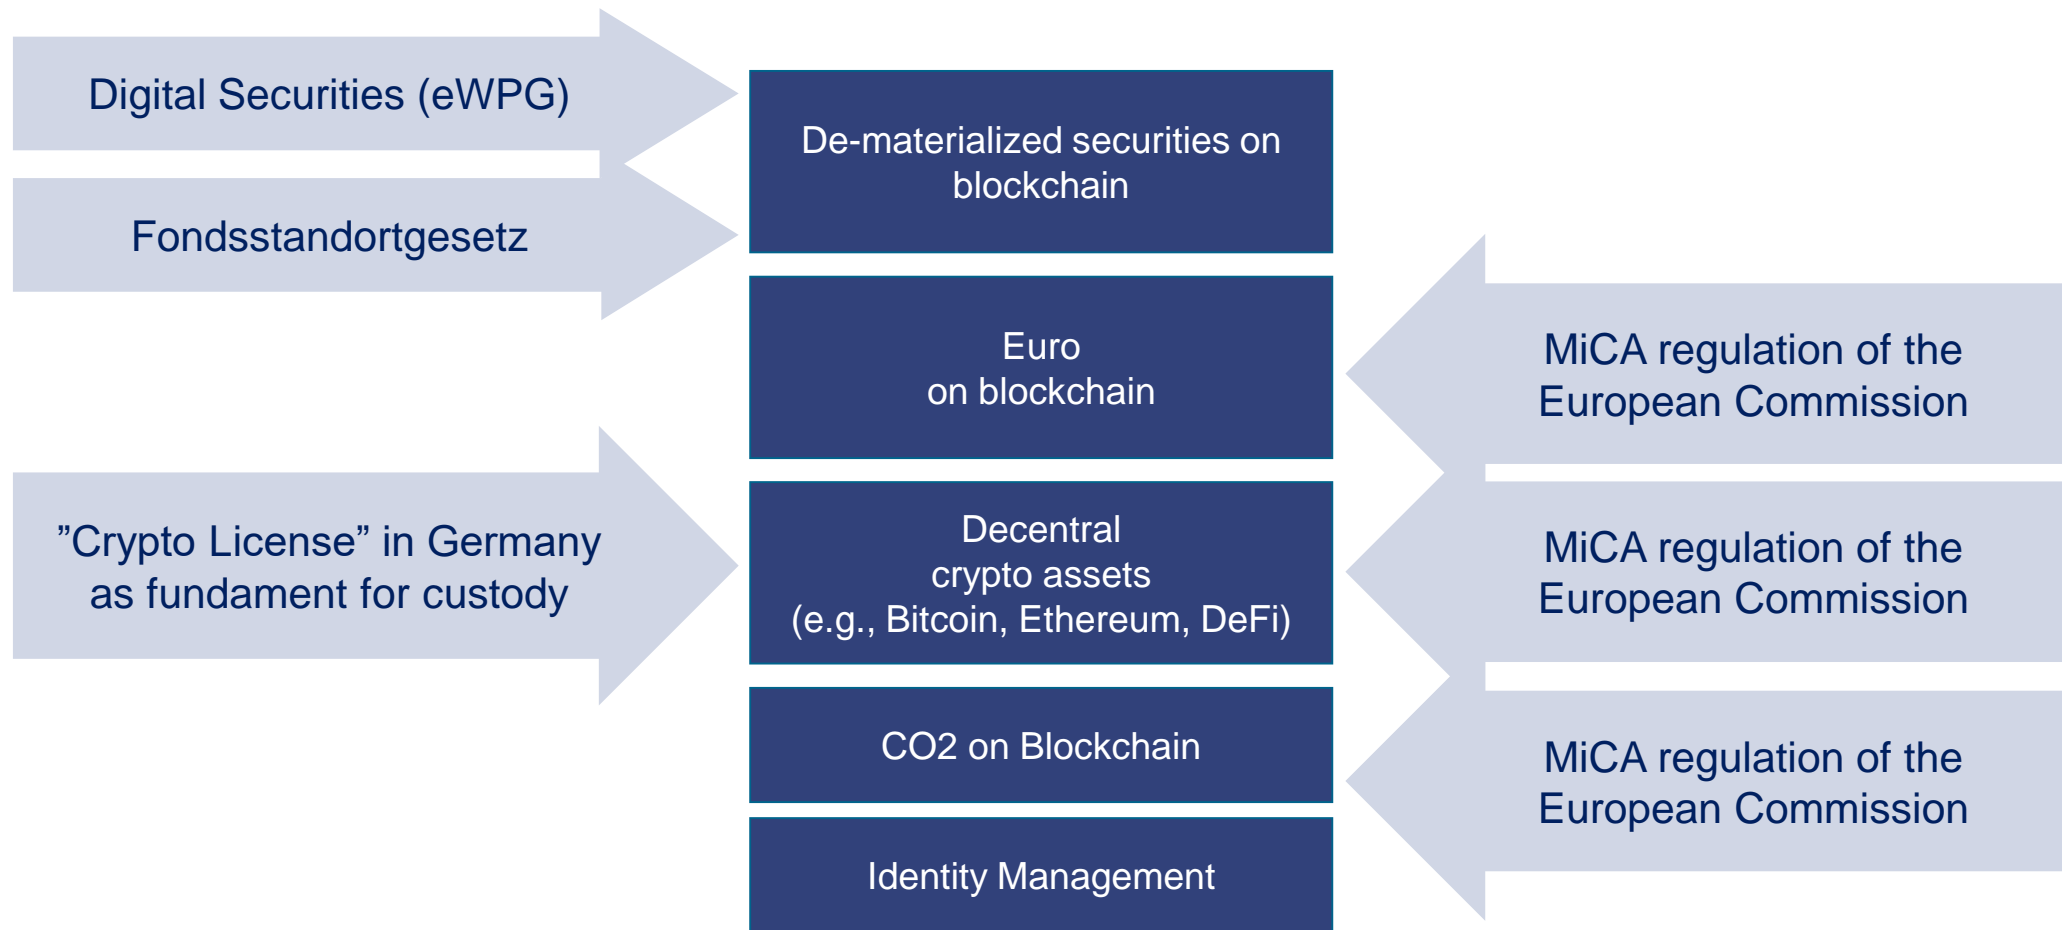 Digital Securities (eWPG)
Fondsstandortgesetz
”Crypto License” in Germany
as fundament for custody
De-materialized securities on
blockchain
Euro
on blockchain
Decentral
crypto assets
(e.g., Bitcoin, Ethereum, DeFi)
CO2 on Blockchain
Identity Management
MiCA regulation of the
European Commission
MiCA regulation of the
European Commission
MiCA regulation of the
European Commission